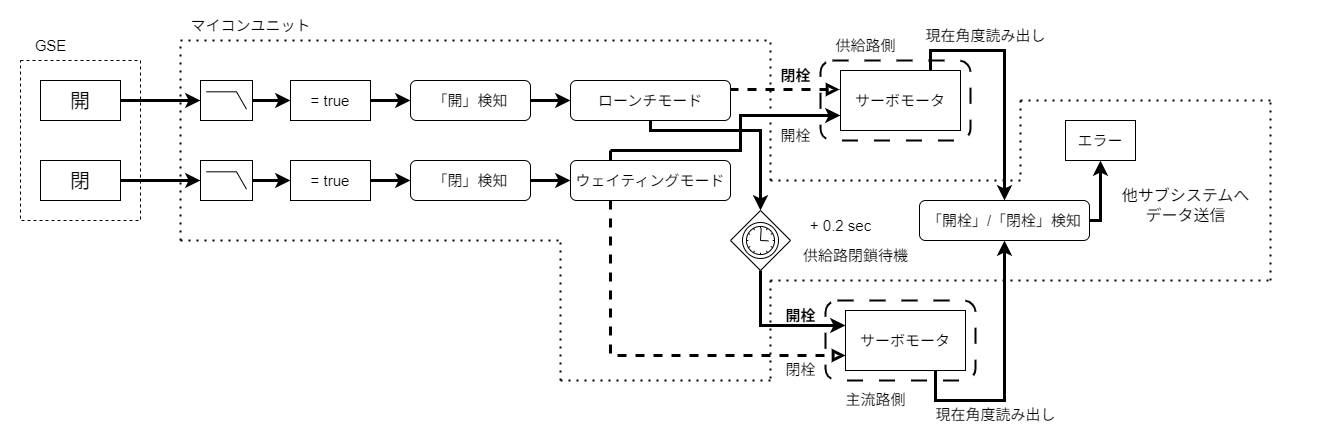 マイコンユニット
GSE
開
= true
「開」検知
ローンチモード
閉栓
開栓
供給路側
サーボモータ
現在角度読み出し
閉
= true
「閉」検知
ウェイティングモード
エラー
他サブシステムへ
データ送信
「開栓」/「閉栓」検知
+ 0.2 sec
供給路閉鎖待機
開栓
閉栓
サーボモータ
主流路側
現在角度読み出し